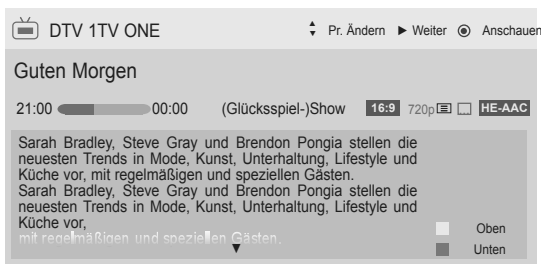 DTV 1TV ONE
Pr. Ändern Weiter Anschauen
Guten Morgen
21:00 00:00 (Glücksspiel-)Show 16:9 720p HE-AAC
Sarah Bradley, Steve Gray und Brendon Pongia stellen die
neuesten Trends in Mode, Kunst, Unterhaltung, Lifestyle und
Küche vor, mit regelmäßigen und speziellen Gästen.
Sarah Bradley, Steve Gray und Brendon Pongia stellen die
neuesten Trends in Mode, Kunst, Unterhaltung, Lifestyle und
Küche vor,
mit regelmäßigen und speziellen Gästen.
Oben
Unten